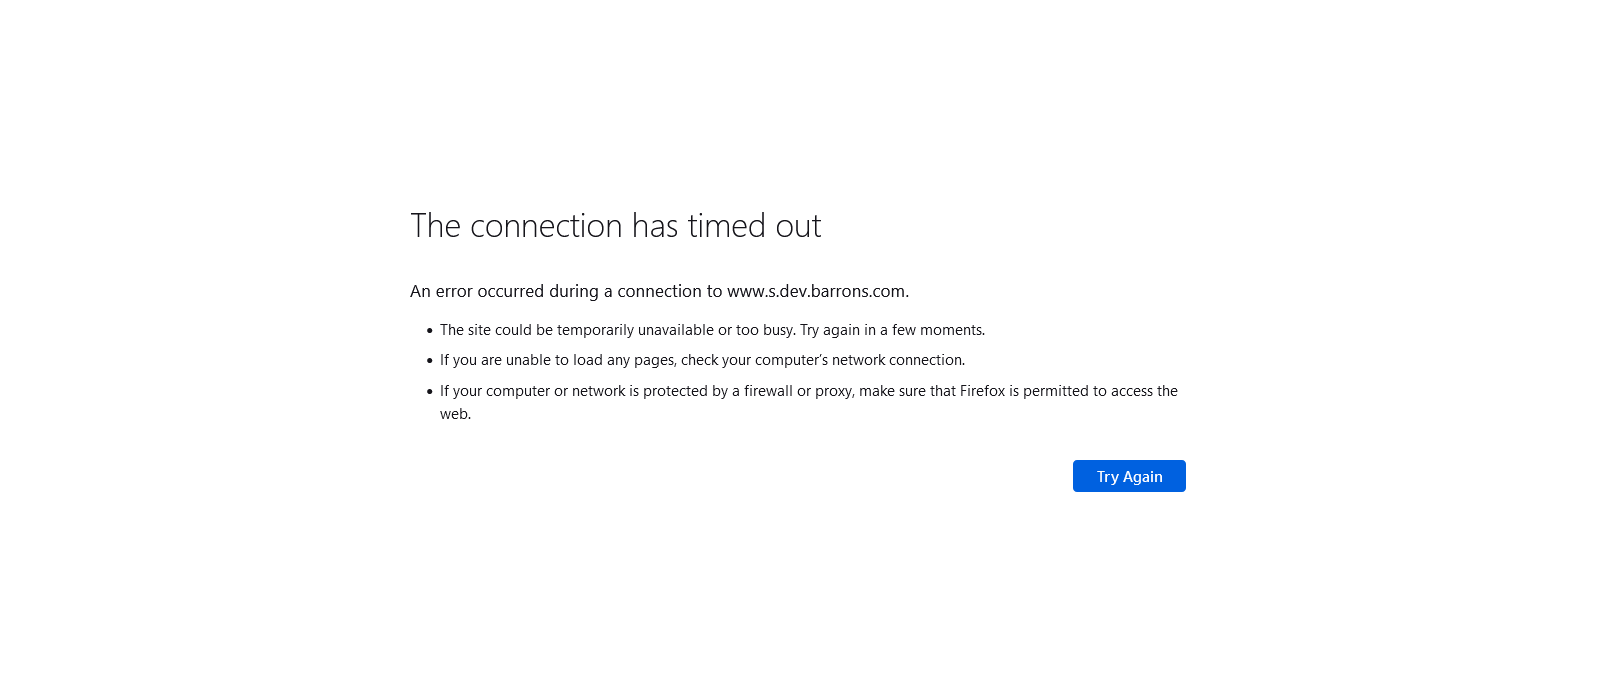 The connection has timed out
An error occurred during a connection to www.s.dev.barrons.com.
• The site could be temporarily unavailable or too busy. Try again in a few moments.
• If you are unable to load any pages, check your computer’s network connection.
• If your computer or network is protected by a firewall or proxy, make sure that Firefox is permitted to access the
web.
Try Again